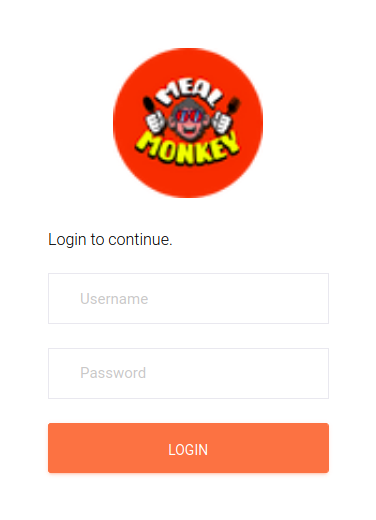 MEAL
MONKEY
Login to continue.
Username
Password
LOGIN